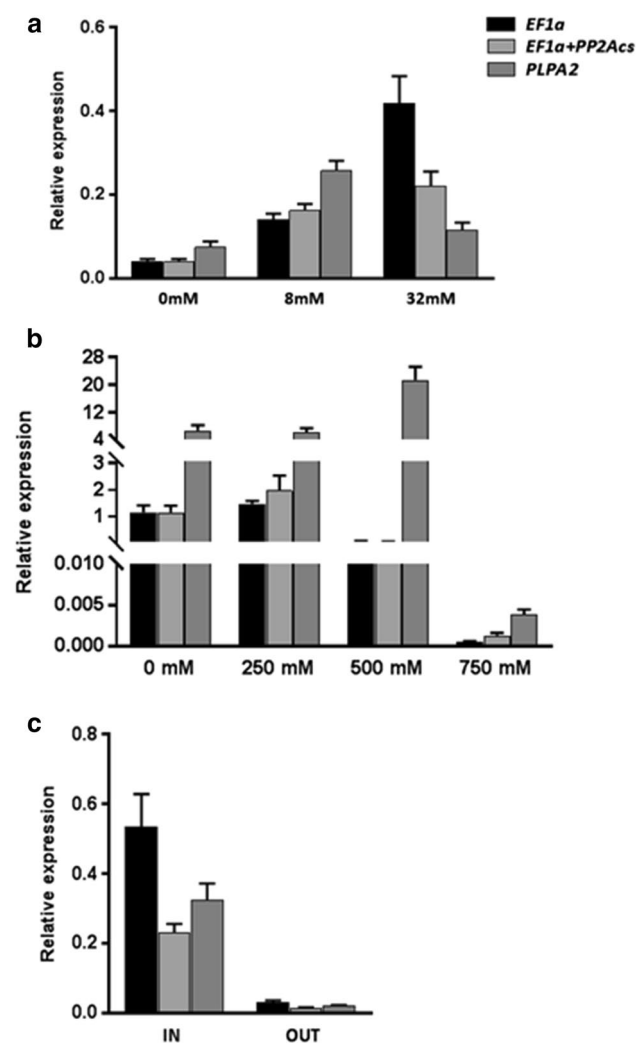 a
EF1a
EF1a+PP2Acs
PLPA2
Relative expression
0.6
0.4
0.2
0.0
0mM 8mM 32mM
b
Relative expression
28
20
12
4
3
2
1
0.010
0.005
0.000
0 mM 250 mM 500 mM 750 mM
c
Relative expression
0.8
0.6
0.4
0.2
0.0
IN OUT